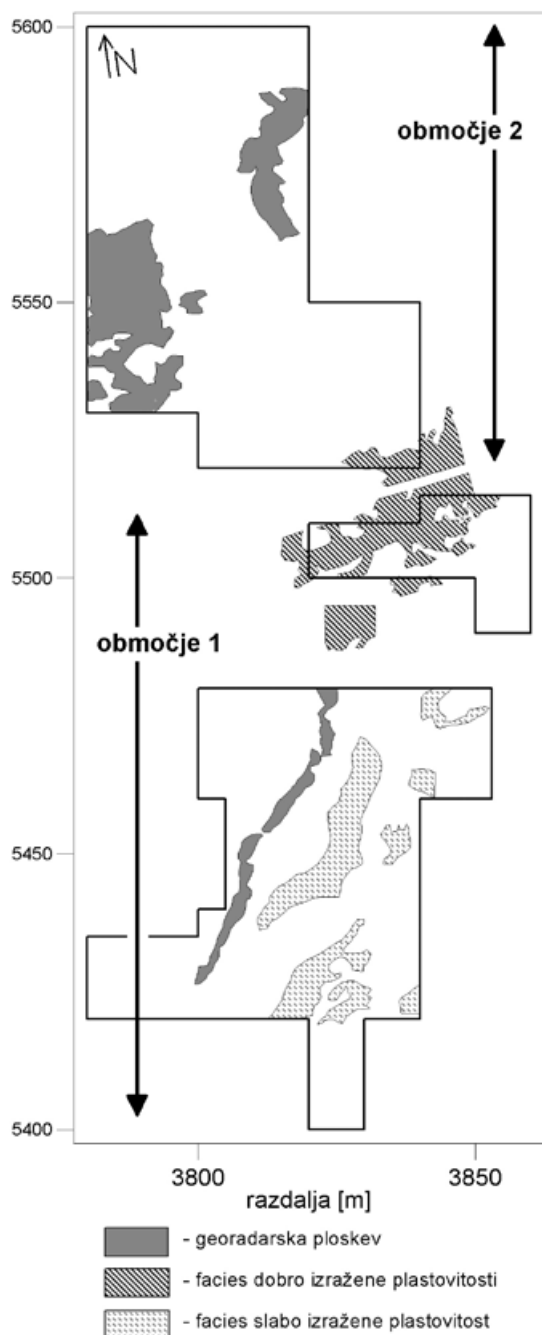 5600
N
območje 2
5550
5500
območje 1
5450
5400
3800 3850
razdalja [m]
- georadarska ploskev
- facies dobro izražene plastovitosti
- facies slabo izražene plastovitost